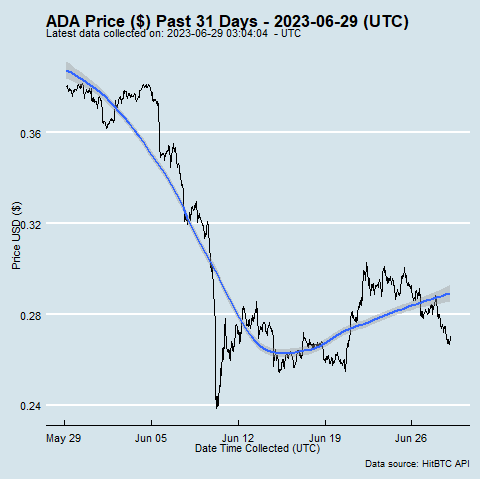 ADA Price ($) Past 31 Days - 2023-06-29 (UTC)
Latest data collected on: 2023-06-29 03:04:04 - UTC
0.36
0.32
0.28
0.24
Price USD ($)
May 29
Jun 05
Jun 12
Jun 19
Jun 26
Date Time Collected (UTC)
Data source: HitBTC API